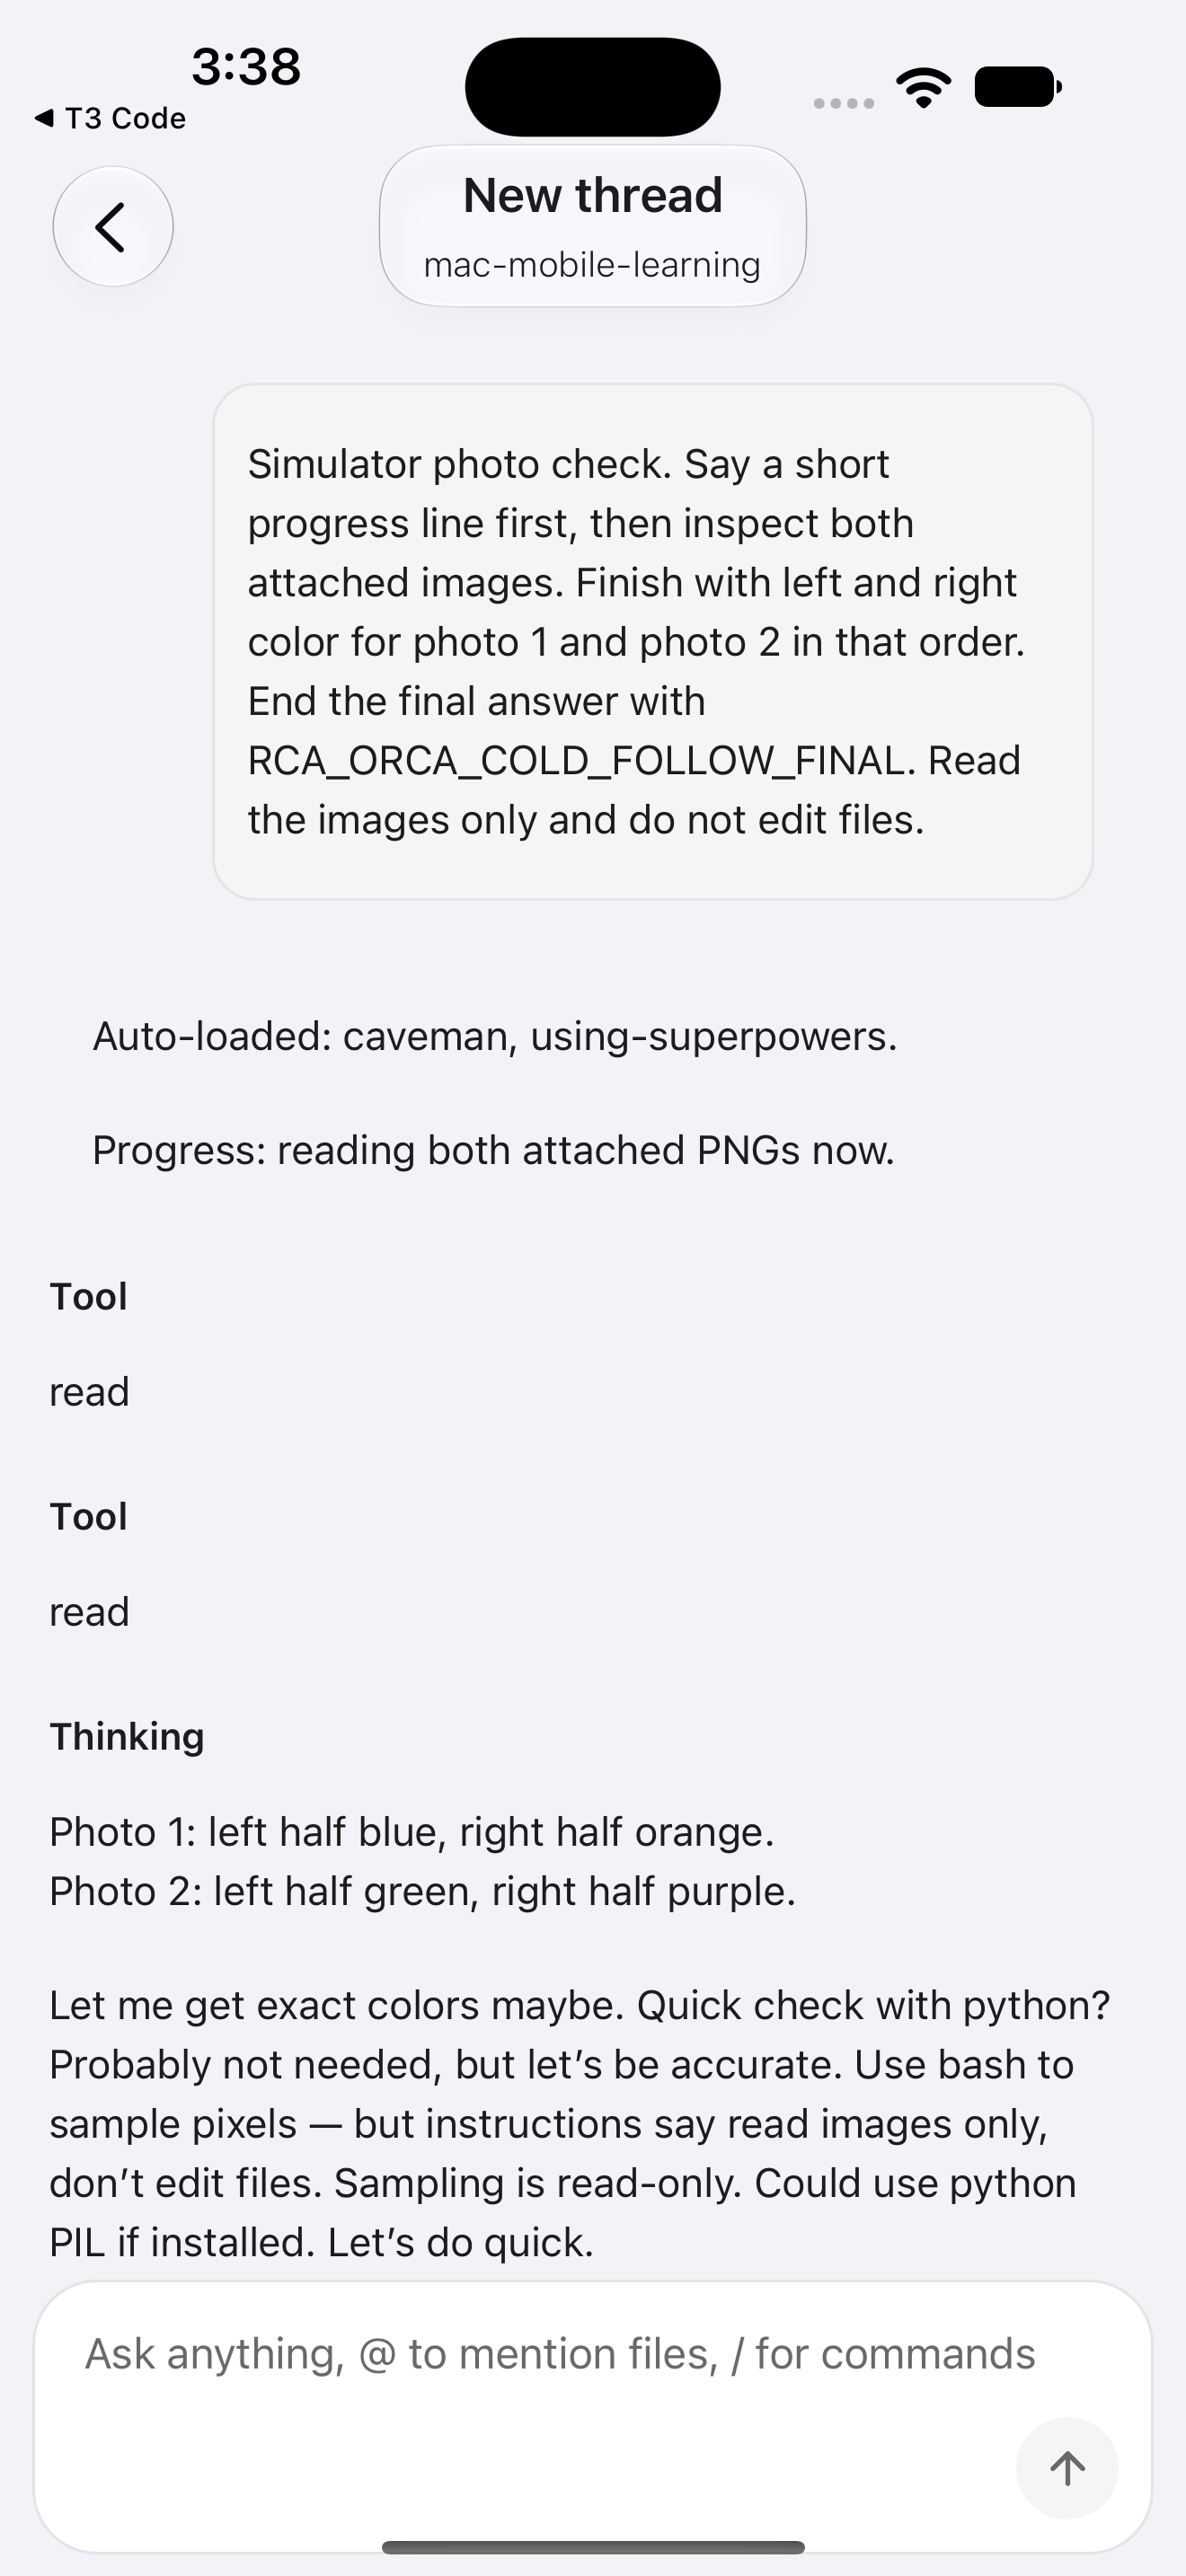 3:38
T3 Code
New thread
mac-mobile-learning
Simulator photo check. Say a short
progress line first, then inspect both
attached images. Finish with left and right
color for photo 1 and photo 2 in that order.
End the final answer with
RCA_ORCA_COLD_FOLLOW_FINAL. Read
the images only and do not edit files.
Auto-loaded: caveman, using-superpowers.
Progress: reading both attached PNGs now.
Tool
read
Tool
read
Thinking
Photo 1: left half blue, right half orange.
Photo 2: left half green, right half purple.
Let me get exact colors maybe. Quick check with python?
Probably not needed, but let’s be accurate. Use bash to
sample pixels — but instructions say read images only,
don’t edit files. Sampling is read-only. Could use python
PIL if installed. Let’s do quick.
Ask anything, @ to mention files, / for commands